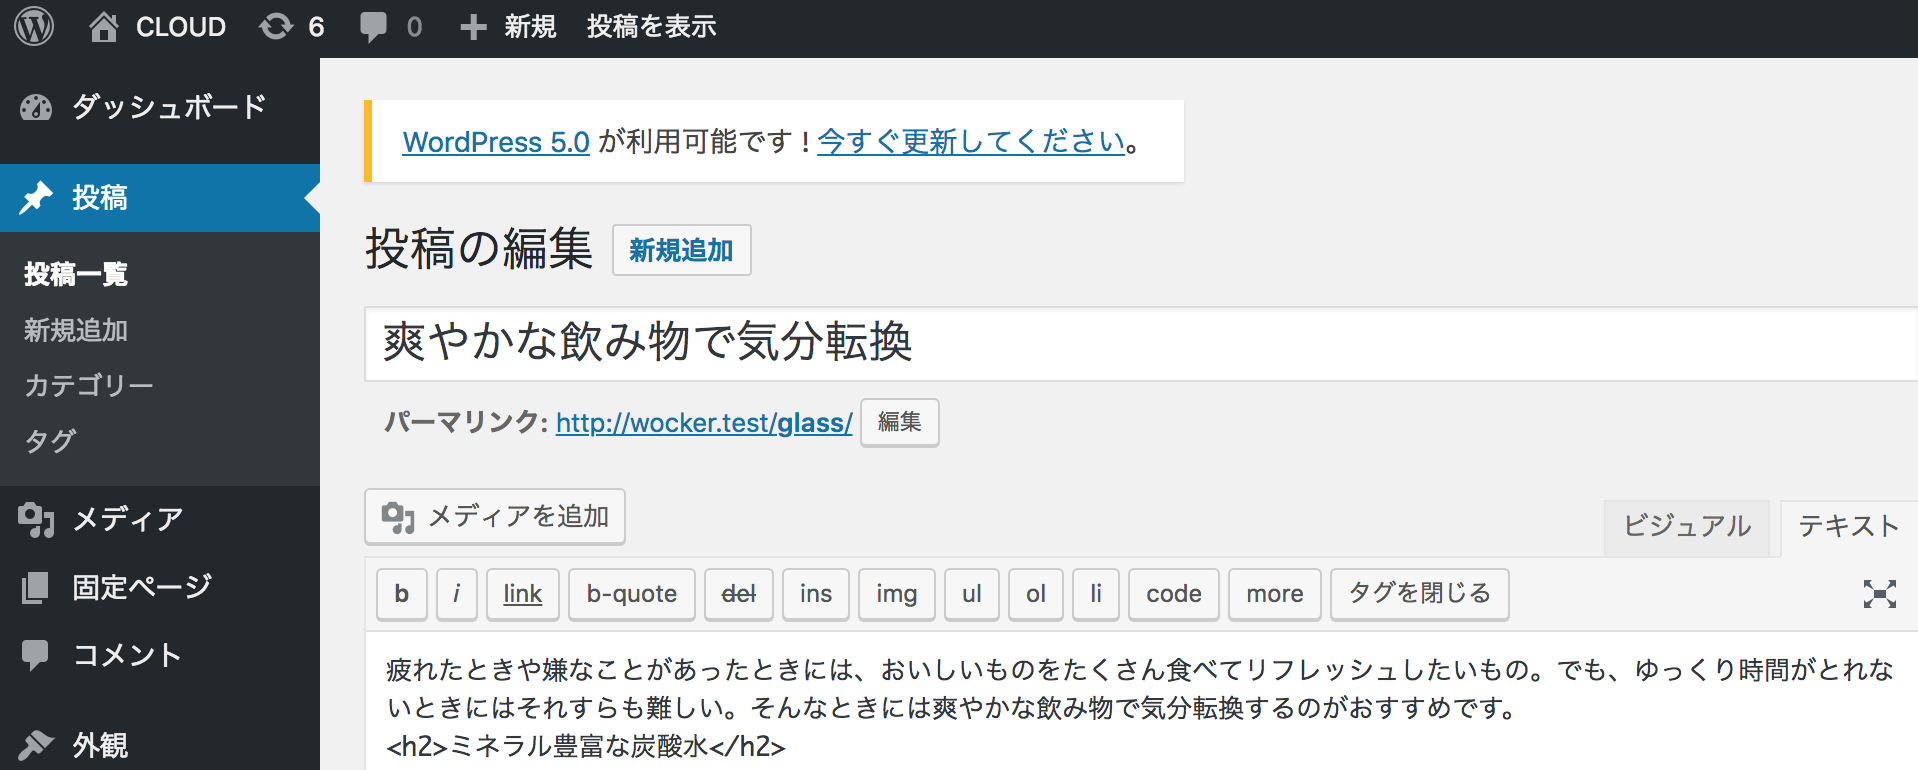 CLOUD 6 0 新規 投稿を表示
ダッシュボード
投稿
投稿一覧
新規追加
カテゴリー
タグ
メディア
固定ページ
コメント
外観
WordPress 5.0 が利用可能です ! 今すぐ更新してください。
投稿の編集 新規追加
爽やかな飲み物で気分転換
パーマリンク: http://wocker.test/glass/ 編集
メディアを追加
ビジュアル テキスト
b i link b-quote del ins img ul ol li code more タグを閉じる
疲れたときや嫌なことがあったときには、おいしいものをたくさん食べてリフレッシュしたいもの。でも、ゆっくり時間がとれな
いときにはそれすらも難しい。そんなときには爽やかな飲み物で気分転換するのがおすすめです。
<h2>ミネラル豊富な炭酸水</h2>